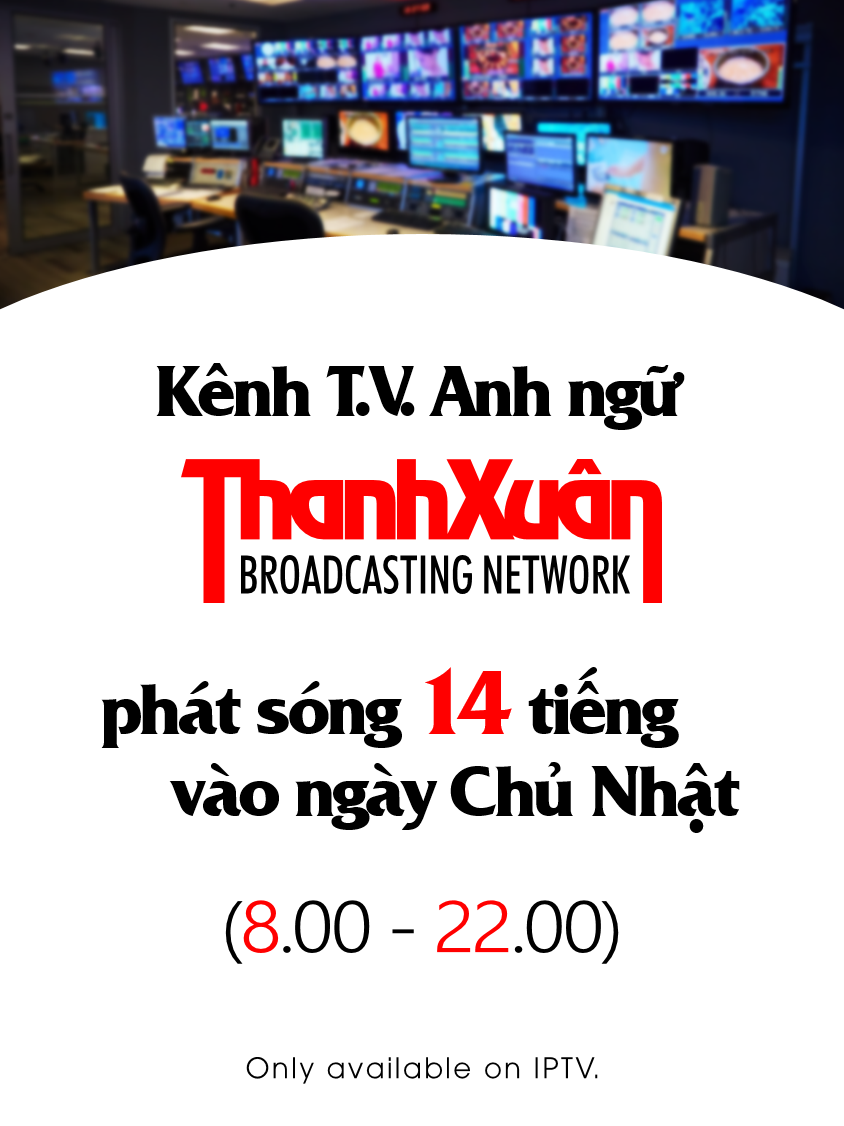 Kênh T.V. Anh ngữ
ThanhXuân
BROADCASTING NETWORK
phát sóng 14 tiếng
vào ngày Chủ Nhật
(8.00 - 22.00)
Only available on IPTV.